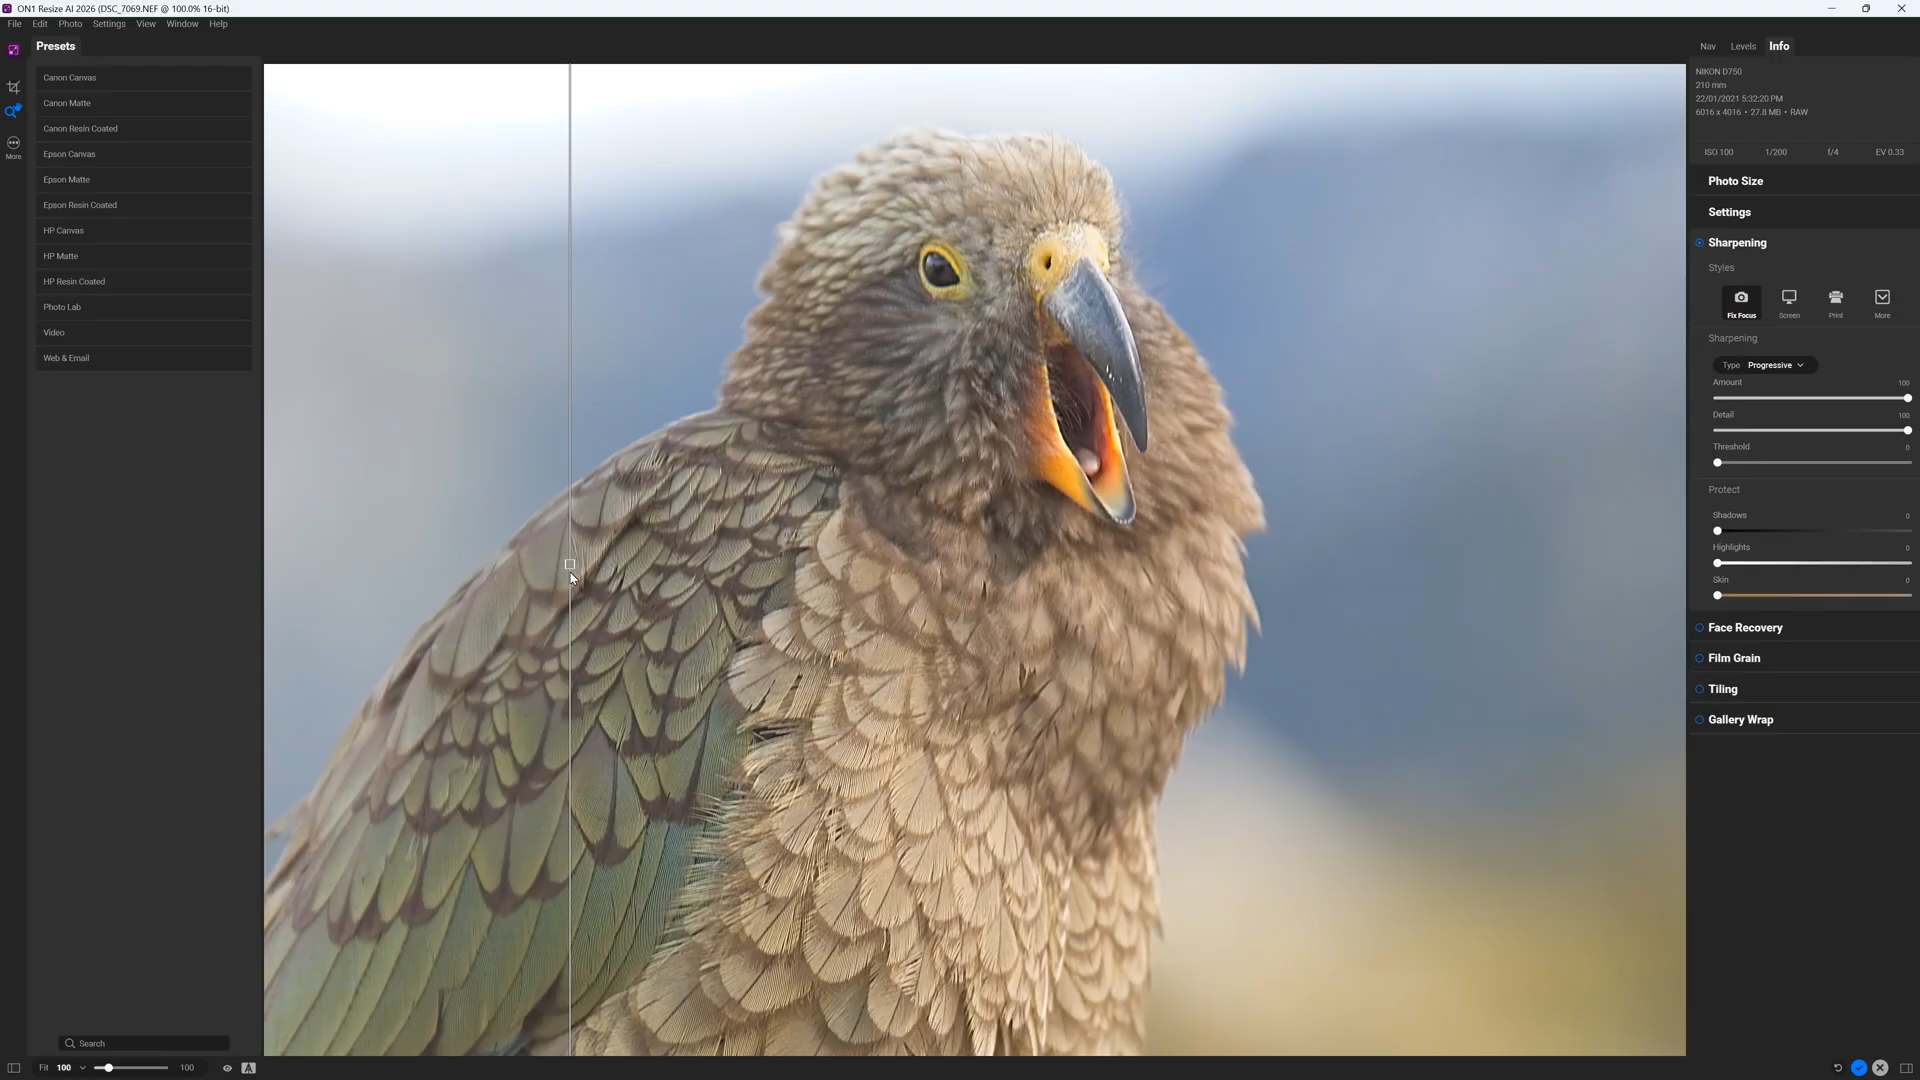 ON1 Resize AI 2026 (DSC_7069.NEF @ 100.0% 16-bit)
File Edit Photo Settings View Window Help
Presets
Nav Levels Info
More
Canon Canvas
Canon Matte
Canon Resin Coated
Epson Canvas
Epson Matte
Epson Resin Coated
HP Canvas
HP Matte
HP Resin Coated
Photo Lab
Video
Web & Email
NIKON D750
210 mm
22/01/2021 5:32:20 PM
6016 x 4016 • 27.8 MB • RAW
ISO 100 1/200 f/4 EV 0.33
Photo Size
Settings
Sharpening
Styles
Fix Focus Screen Print More
Sharpening
Type Progressive
Amount 100
Detail 100
Threshold 0
Protect
Shadows 0
Highlights 0
Skin 0
Face Recovery
Film Grain
Tiling
Gallery Wrap
Search
Fit 100 100 A